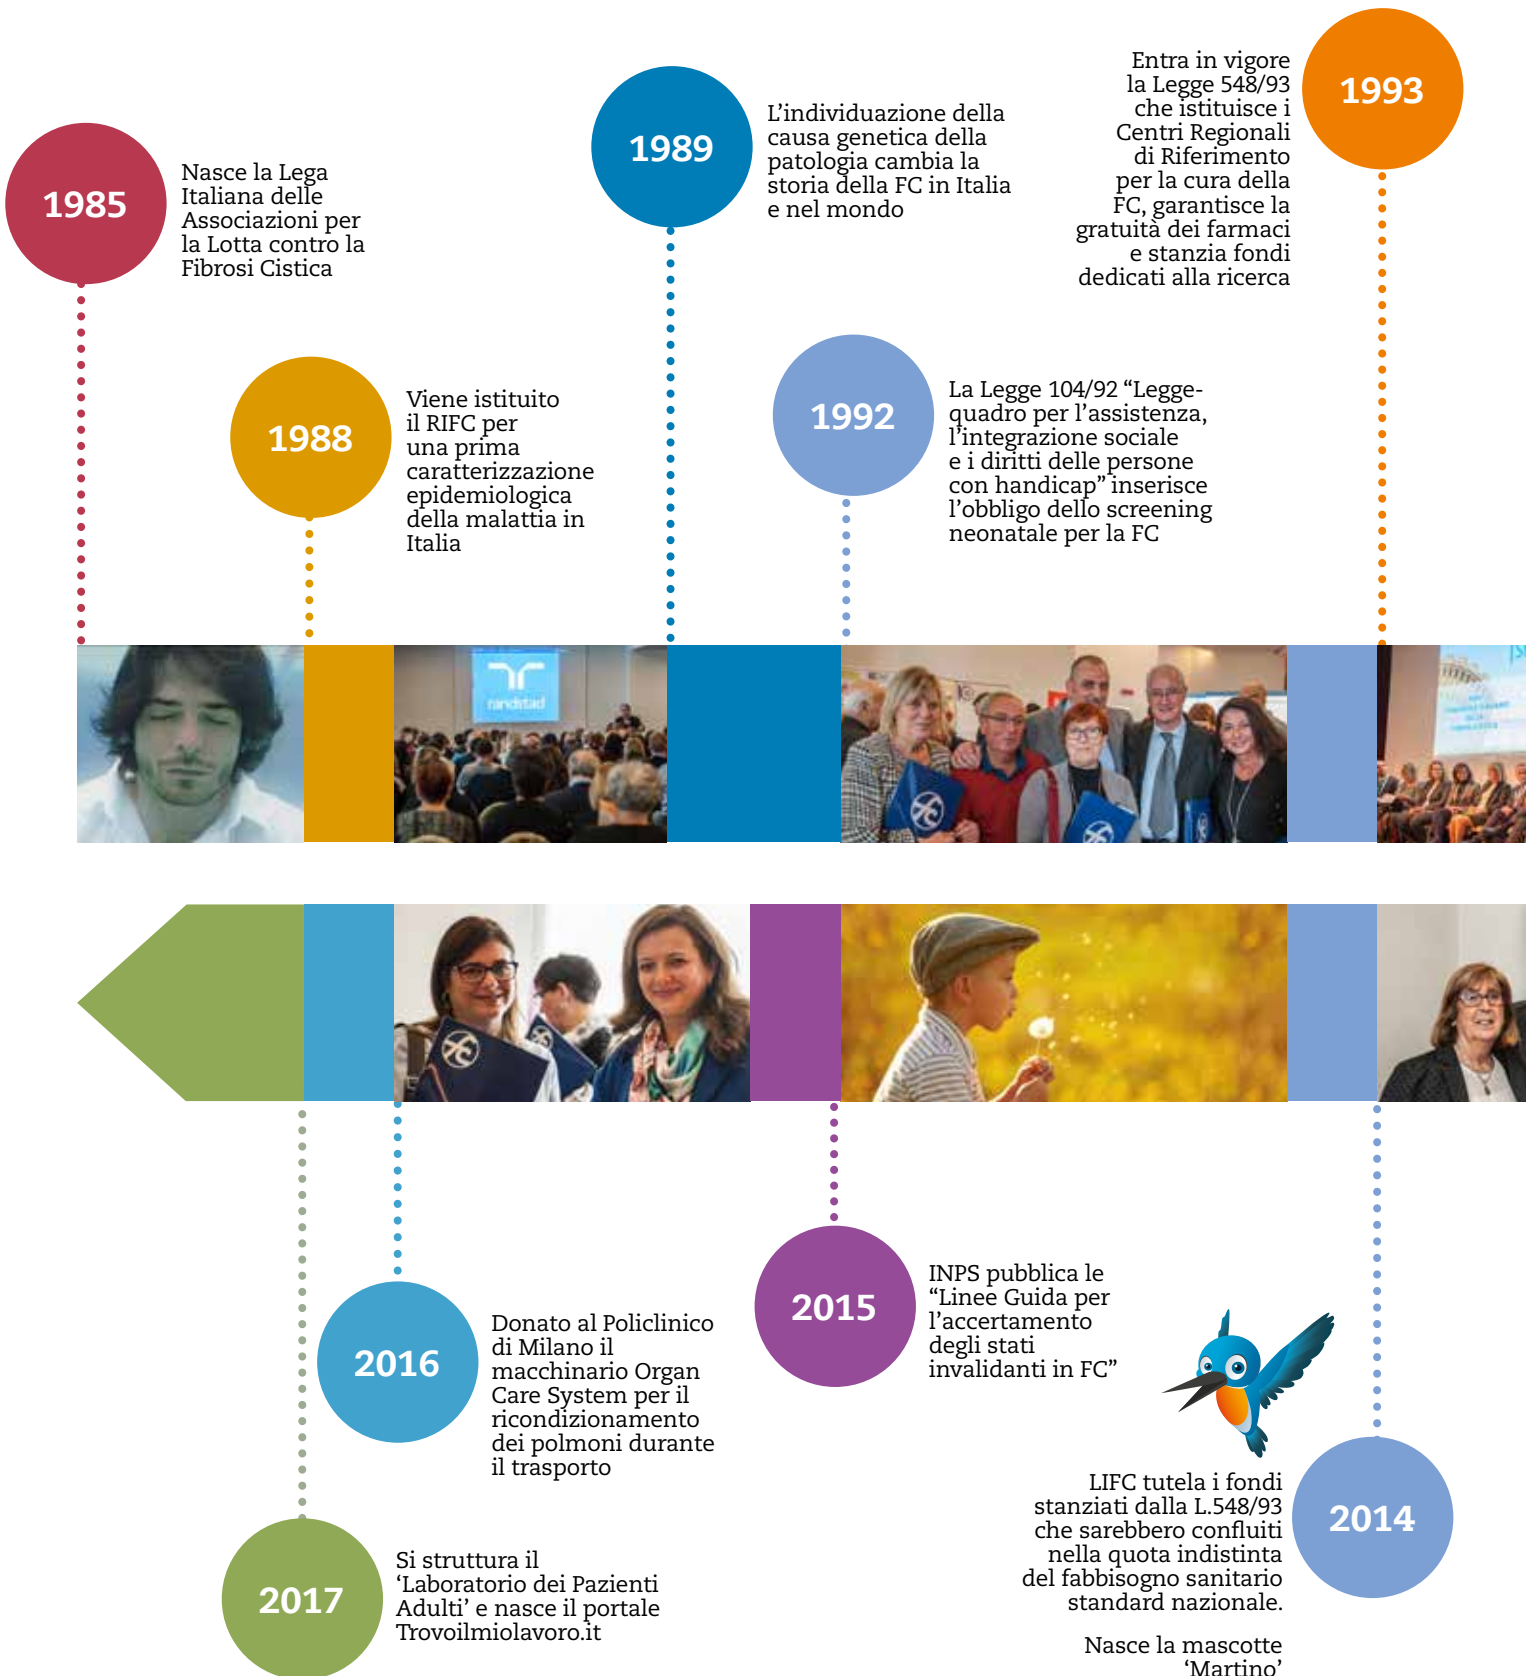 1985
Nasce la Lega
Italiana delle
Associazioni per
la Lotta contro la
Fibrosi Cistica
1988
Viene istituito
il RIFC per
una prima
caratterizzazione
epidemiologica
della malattia in
Italia
1989
L'individuazione della
causa genetica della
patologia cambia la
storia della FC in Italia
e nel mondo
1992
La Legge 104/92 “Legge-
quadro per l'assistenza,
l'integrazione sociale
e i diritti delle persone
con handicap” inserisce
l'obbligo dello screening
neonatale per la FC
1993
Entra in vigore
la Legge 548/93
che istituisce i
Centri Regionali
di Riferimento
per la cura della
FC, garantisce la
gratuità dei farmaci
e stanzia fondi
dedicati alla ricerca
randstad
2014
LIFC tutela i fondi
stanziati dalla L.548/93
che sarebbero confluiti
nella quota indistinta
del fabbisogno sanitario
standard nazionale.
Nasce la mascotte
‘Martino’
2015
INPS pubblica le
“Linee Guida per
l'accertamento
degli stati
invalidanti in FC”
2016
Donato al Policlinico
di Milano il
macchinario Organ
Care System per il
ricondizionamento
dei polmoni durante
il trasporto
2017
Si struttura il
‘Laboratorio dei Pazienti
Adulti’ e nasce il portale
Trovoilmiolavoro.it